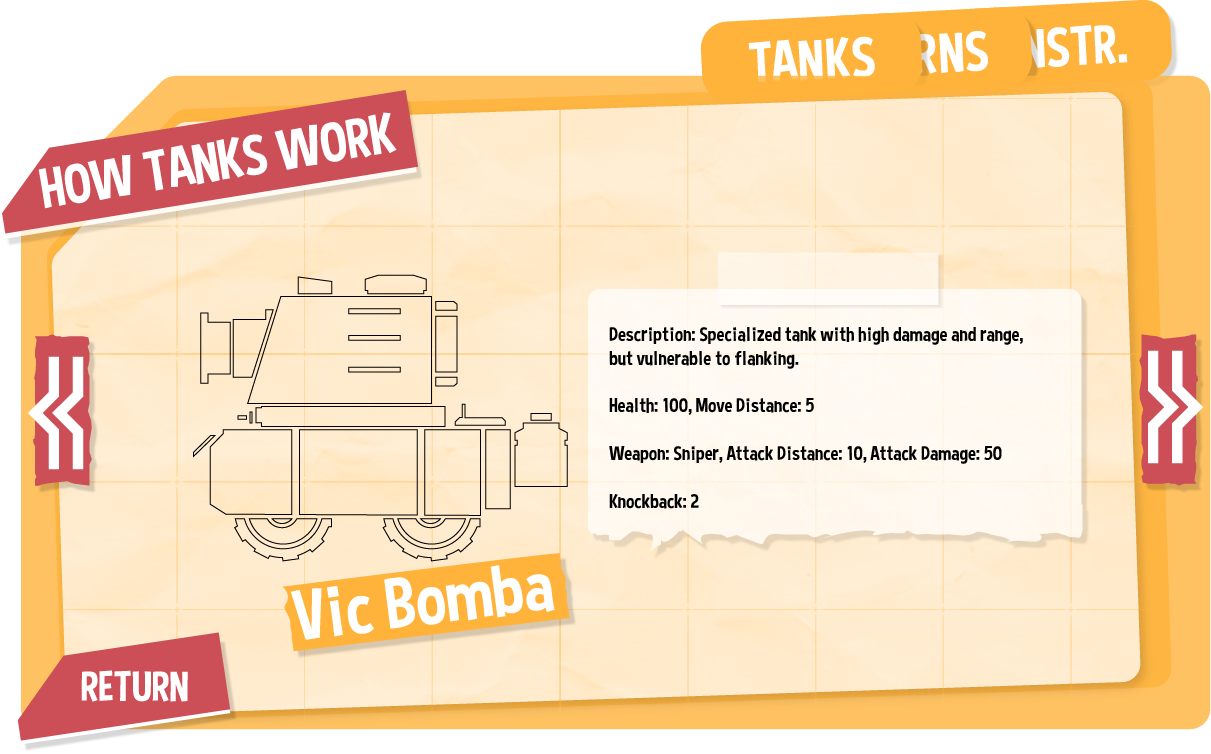 TANKS RNS NSTR.
HOW TANKS WORK
Description: Specialized tank with high damage and range,
but vulnerable to flanking.
Health: 100, Move Distance: 5
Weapon: Sniper, Attack Distance: 10, Attack Damage: 50
Knockback: 2
Vic Bomba
RETURN